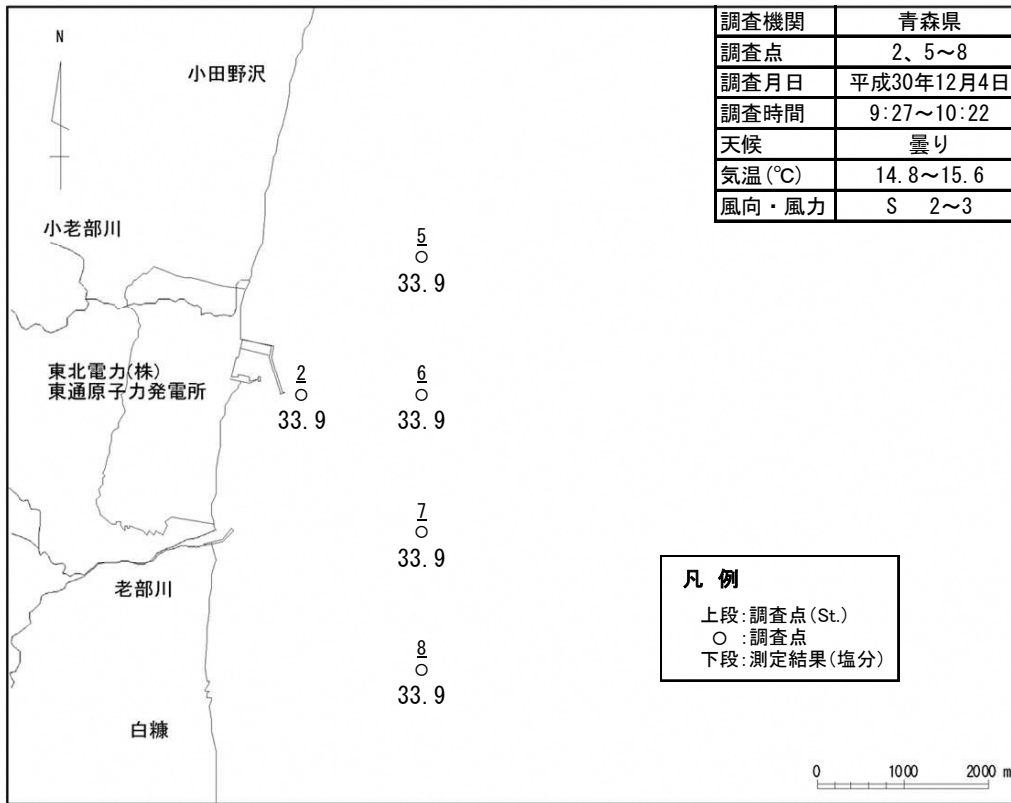 調査機関 青森県
調査点 2、5~8
調査月日 平成30年12月4日
調査時間 9:27~10:22
天候 曇り
気温(℃) 14.8~15.6
風向・風力 S 2~3
N
小田野沢
小老部川
5
33.9
東北電力(株)
東通原子力発電所
2
33.9
6
33.9
7
33.9
老部川
8
33.9
白糠
凡 例
上段:調査点(St.)
○ :調査点
下段:測定結果(塩分)
0 1000 2000 m